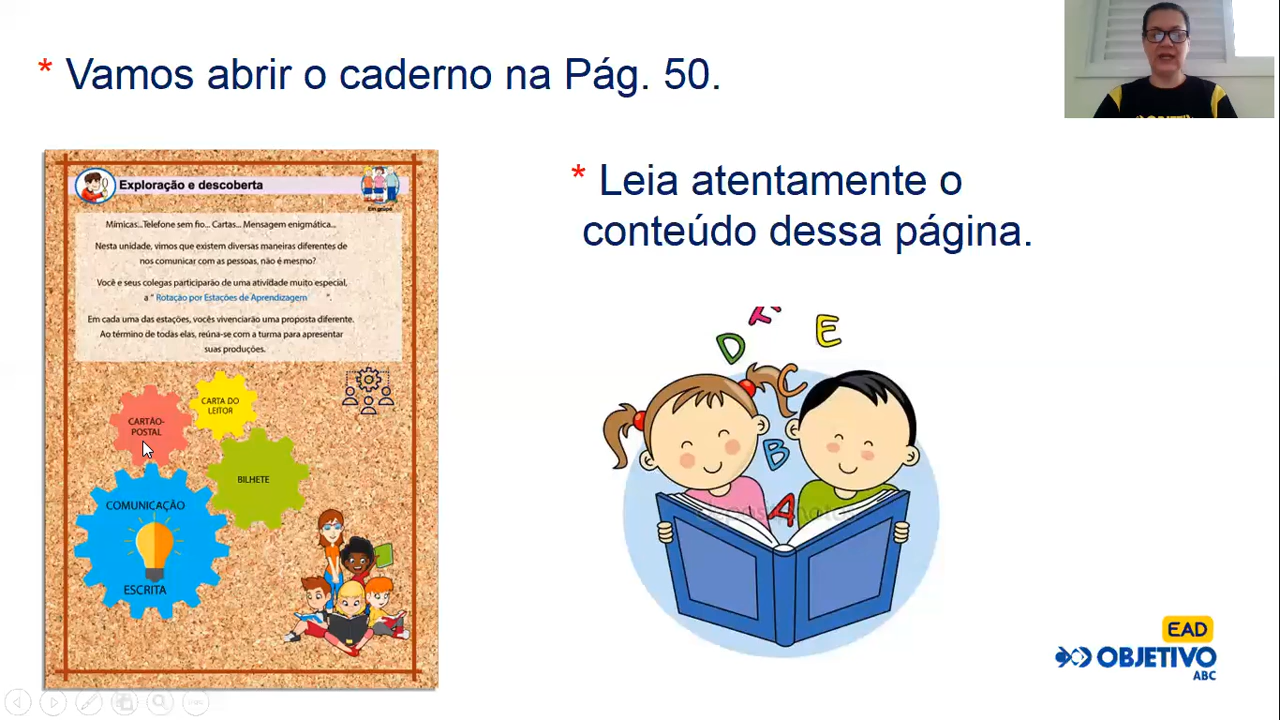 * Vamos abrir o caderno na Pág. 50.
Exploração e descoberta
Em grupo
Mímicas...Telefone sem fio... Cartas... Mensagem enigmática...
Nesta unidade, vimos que existem diversas maneiras diferentes de
nos comunicar com as pessoas, não é mesmo?
Você e seus colegas participarão de uma atividade muito especial,
a " Rotação por Estações de Aprendizagem ".
Em cada uma das estações, vocês vivenciarão uma proposta diferente.
Ao término de todas elas, reúna-se com a turma para apresentar
suas produções.
CARTÃO-
POSTAL
CARTA DO
LEITOR
BILHETE
COMUNICAÇÃO
ESCRITA
* Leia atentamente o
conteúdo dessa página.
D
E
C
B
A
EAD
OBJETIVO
ABC